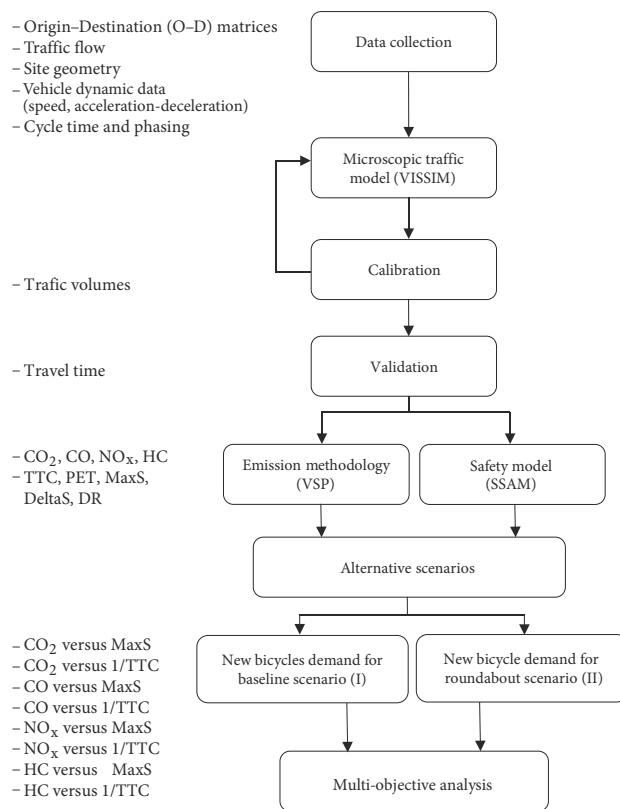 – Origin–Destination (O–D) matrices
– Traffic flow
– Site geometry
– Vehicle dynamic data
(speed, acceleration-deceleration)
– Cycle time and phasing
Data collection
Microscopic traffic
model (VISSIM)
Calibration
– Trafic volumes
Validation
– Travel time
– CO₂, CO, NOₓ, HC
– TTC, PET, MaxS,
DeltaS, DR
Emission methodology
(VSP)
Safety model
(SSAM)
Alternative scenarios
– CO₂ versus MaxS
– CO₂ versus 1/TTC
– CO versus MaxS
– CO versus 1/TTC
– NOₓ versus MaxS
– NOₓ versus 1/TTC
– HC versus MaxS
– HC versus 1/TTC
New bicycles demand for
baseline scenario (I)
New bicycle demand for
roundabout scenario (II)
Multi-objective analysis